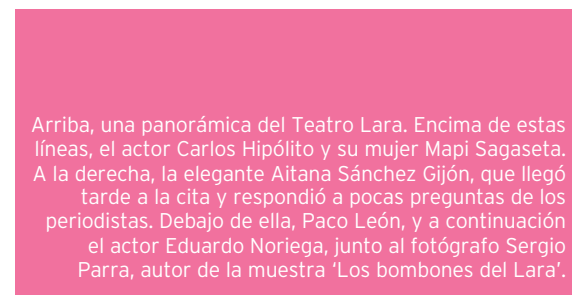 Arriba, una panorámica del Teatro Lara. Encima de estas
líneas, el actor Carlos Hipólito y su mujer Mapi Sagaseta.
A la derecha, la elegante Aitana Sánchez Gijón, que llegó
tarde a la cita y respondió a pocas preguntas de los
periodistas. Debajo de ella, Paco León, y a continuación
el actor Eduardo Noriega, junto al fotógrafo Sergio
Parra, autor de la muestra ‘Los bombones del Lara’.